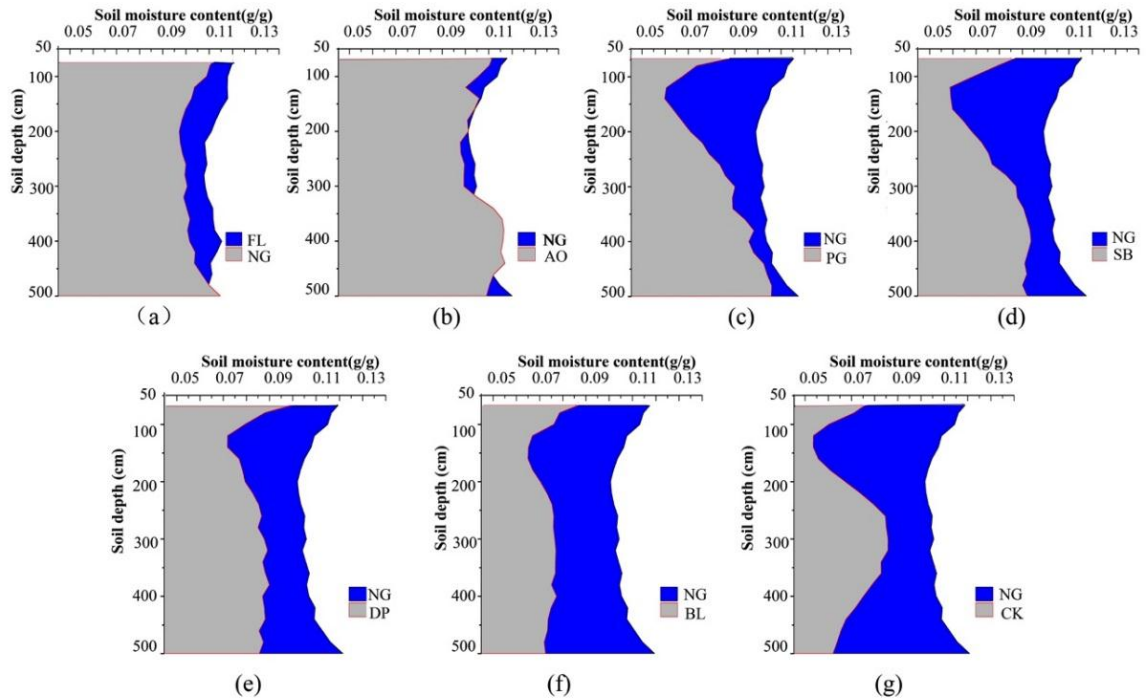 Soil moisture content(g/g)
0.05 0.07 0.09 0.11 0.13
50
100
200
300
400
500
Soil depth (cm)
FL
NG
(a)
Soil moisture content(g/g)
0.05 0.07 0.09 0.11 0.13
50
100
200
300
400
500
Soil depth (cm)
NG
AO
(b)
Soil moisture content(g/g)
0.05 0.07 0.09 0.11 0.13
50
100
200
300
400
500
Soil depth (cm)
NG
PG
(c)
Soil moisture content(g/g)
0.05 0.07 0.09 0.11 0.13
50
100
200
300
400
500
Soil depth (cm)
NG
SB
(d)
Soil moisture content(g/g)
0.05 0.07 0.09 0.11 0.13
50
100
200
300
400
500
Soil depth (cm)
NG
DP
(e)
Soil moisture content(g/g)
0.05 0.07 0.09 0.11 0.13
50
100
200
300
400
500
Soil depth (cm)
NG
BL
(f)
Soil moisture content(g/g)
0.05 0.07 0.09 0.11 0.13
50
100
200
300
400
500
Soil depth (cm)
NG
CK
(g)